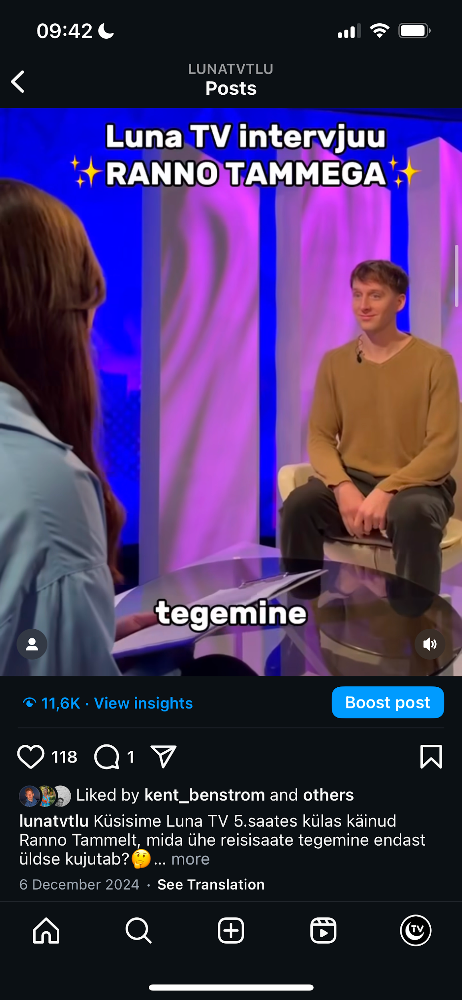 09:42
LUNATVTLU
Posts
Luna TV intervjuu
✨RANNO TAMMEGA✨
tegemine
11,6K · View insights
Boost post
118
1
Liked by kent_benstrom and others
lunatvtlu Küsisime Luna TV 5.saates külas käinud
Ranno Tammelt, mida ühe reisisaate tegemine endast
üldse kujutab?🤔... more
6 December 2024 · See Translation
TV